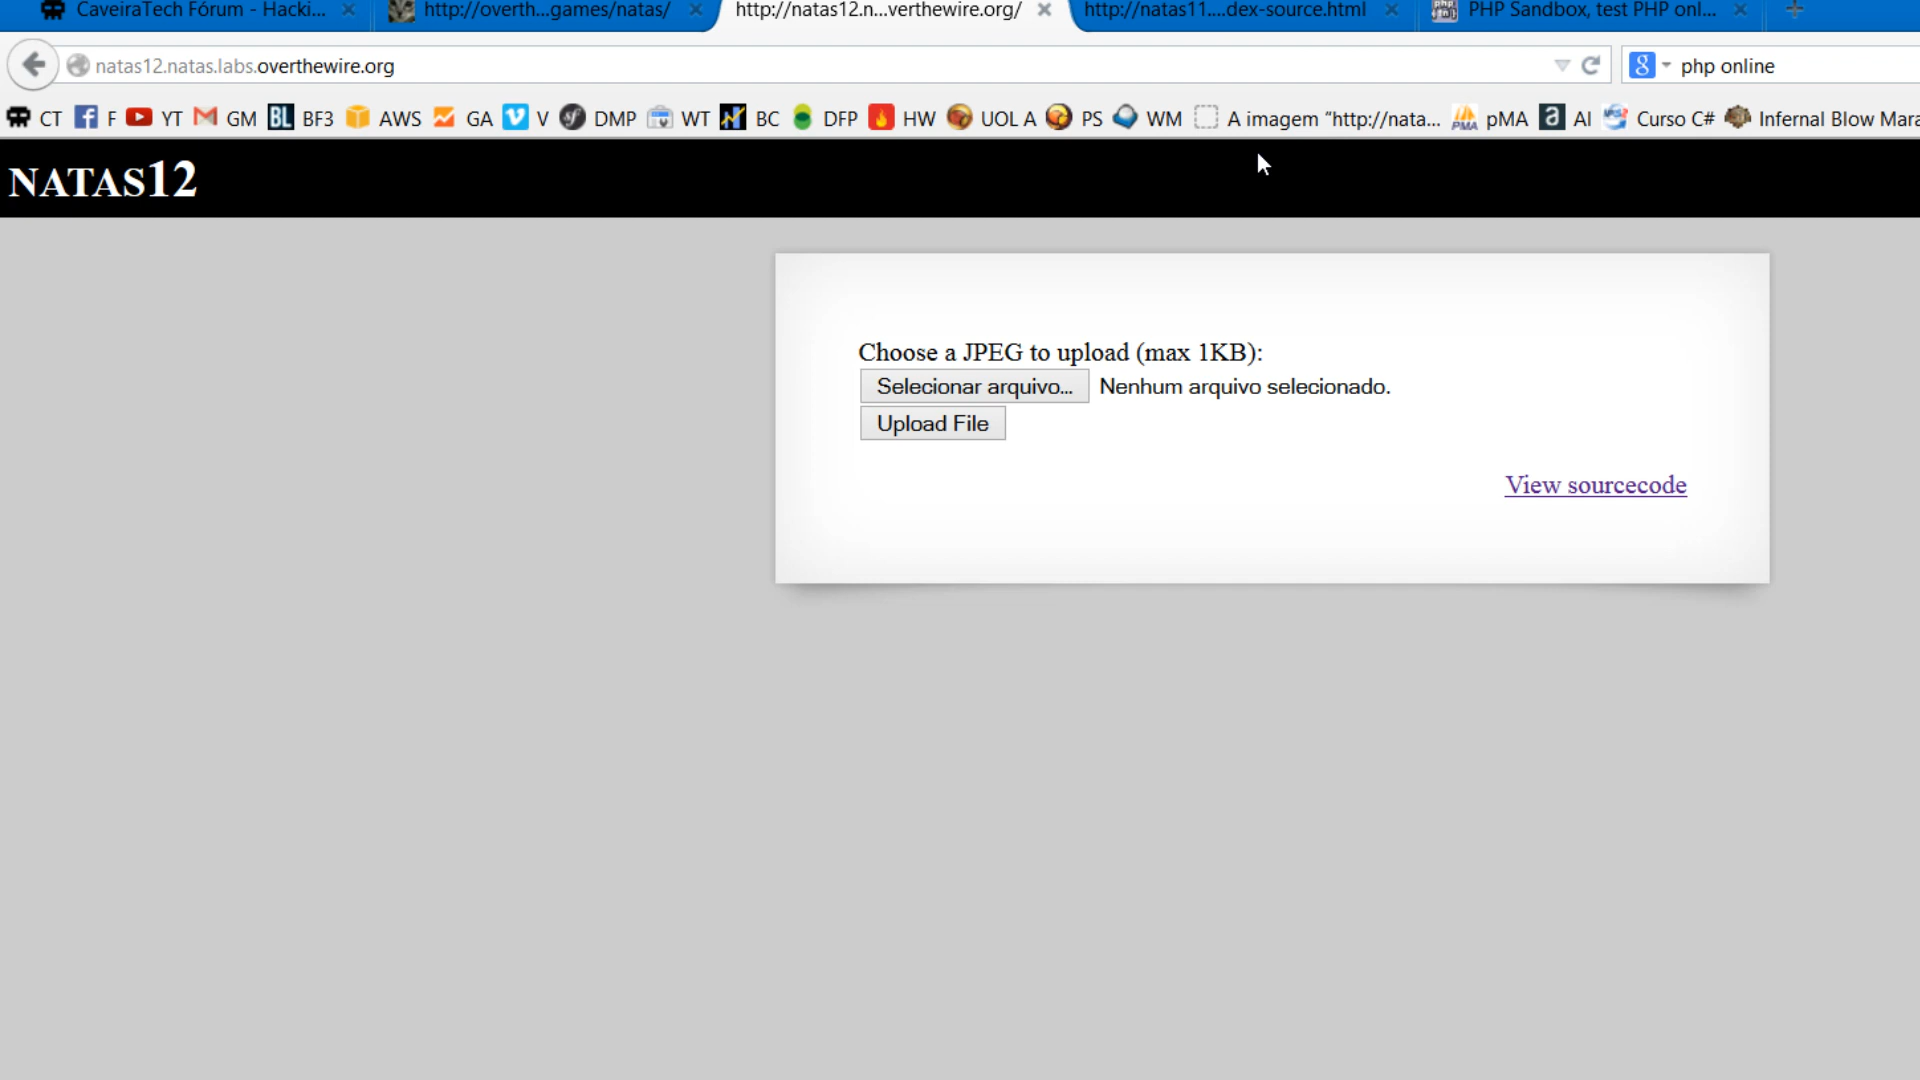 CaveiraTech Fórum - Hacki...
http://overth...games/natas/
http://natas12.n...verthewire.org/
http://natas11....dex-source.html
PHP Sandbox, test PHP onl...
natas12.natas.labs.overthewire.org
php online
CT F YT GM BF3 AWS GA V DMP WT BC DFP HW UOL A PS WM A imagem "http://nata... pMA AI Curso C# Infernal Blow Mara
NATAS12
Choose a JPEG to upload (max 1KB):
Selecionar arquivo... Nenhum arquivo selecionado.
Upload File
View sourcecode